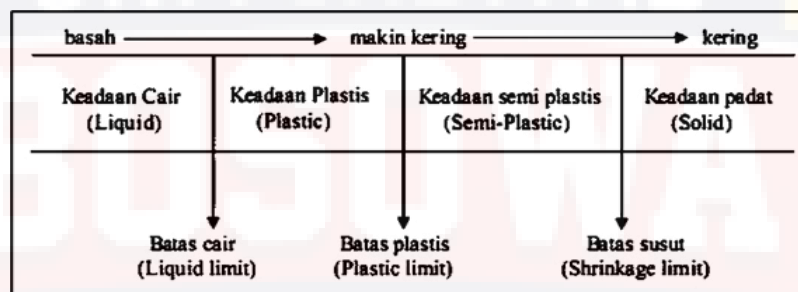 basah makin kering kering
Keadaan Cair Keadaan Plastis Keadaan semi plastis Keadaan padat
(Liquid) (Plastic) (Semi-Plastic) (Solid)
Batas cair Batas plastis Batas susut
(Liquid limit) (Plastic limit) (Shrinkage limit)
BOSOWA